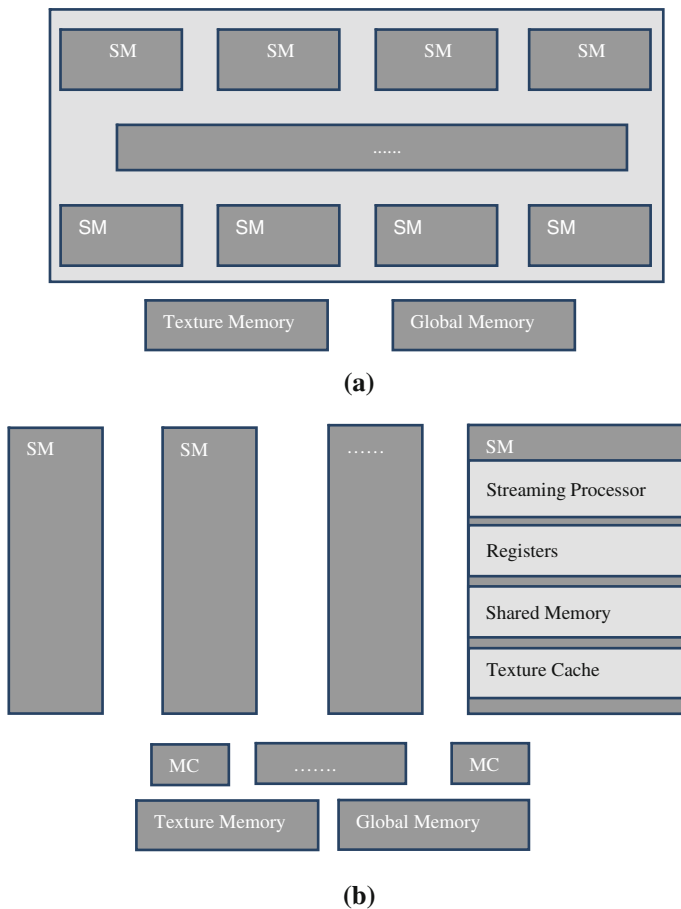 SM SM SM SM
......
SM SM SM SM
Texture Memory Global Memory
(a)
SM SM ...... SM
Streaming Processor
Registers
Shared Memory
Texture Cache
MC ....... MC
Texture Memory Global Memory
(b)